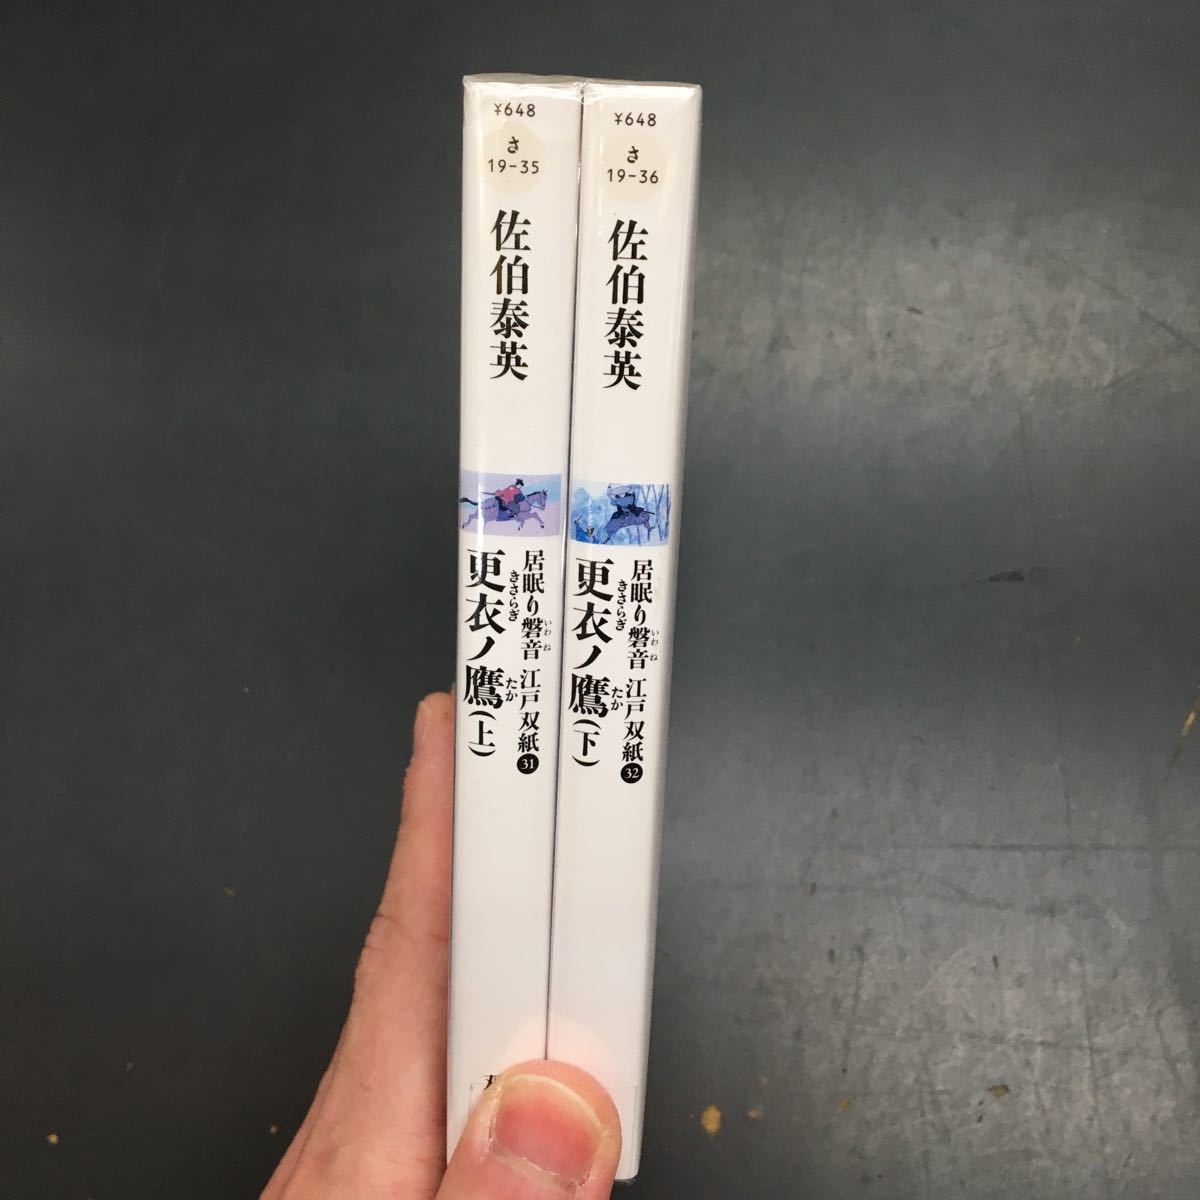 ¥648
さ
19-35
佐伯泰英
居眠り磐音 江戸双紙 31
いわね
更衣ノ鷹(上)
きさらぎ
たか
¥648
さ
19-36
佐伯泰英
居眠り磐音 江戸双紙 32
いわね
更衣ノ鷹(下)
きさらぎ
たか